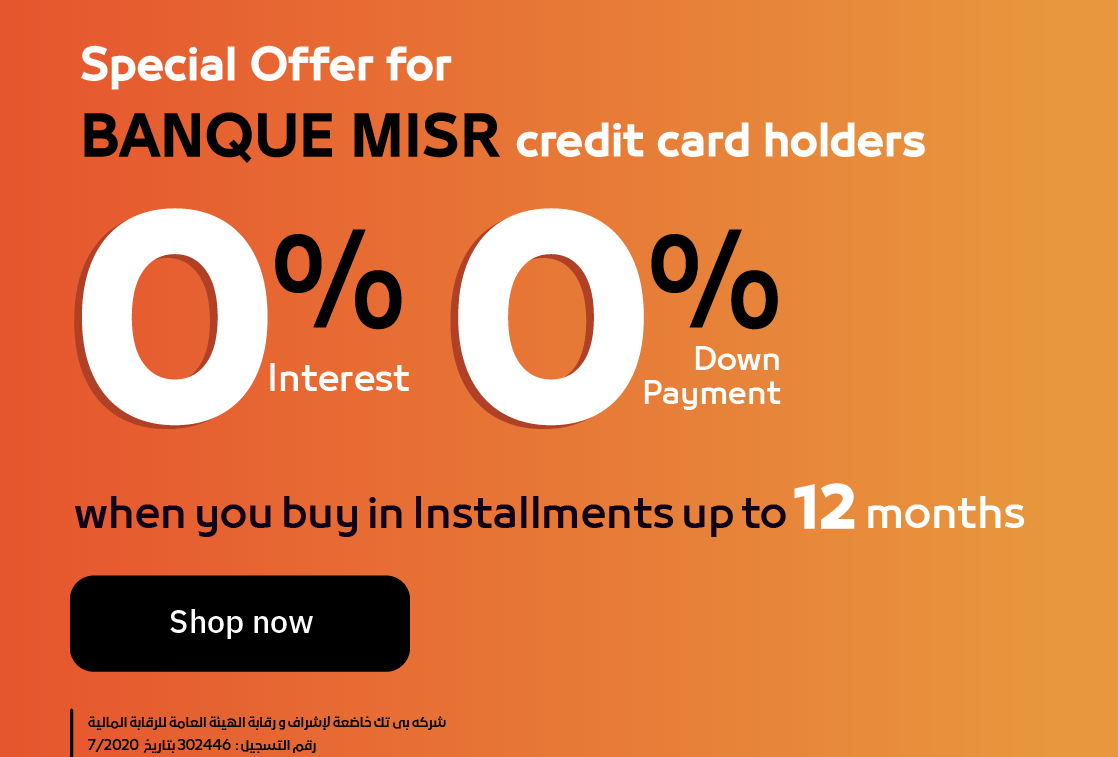 Special Offer for
BANQUE MISR credit card holders
0% Interest
0% Down Payment
when you buy in Installments up to 12 months
Shop now
شركه بى تك خاضعة لإشراف و رقابة الهيئة العامة للرقابة المالية
رقم التسجيل : 302446 بتاريخ 7/2020